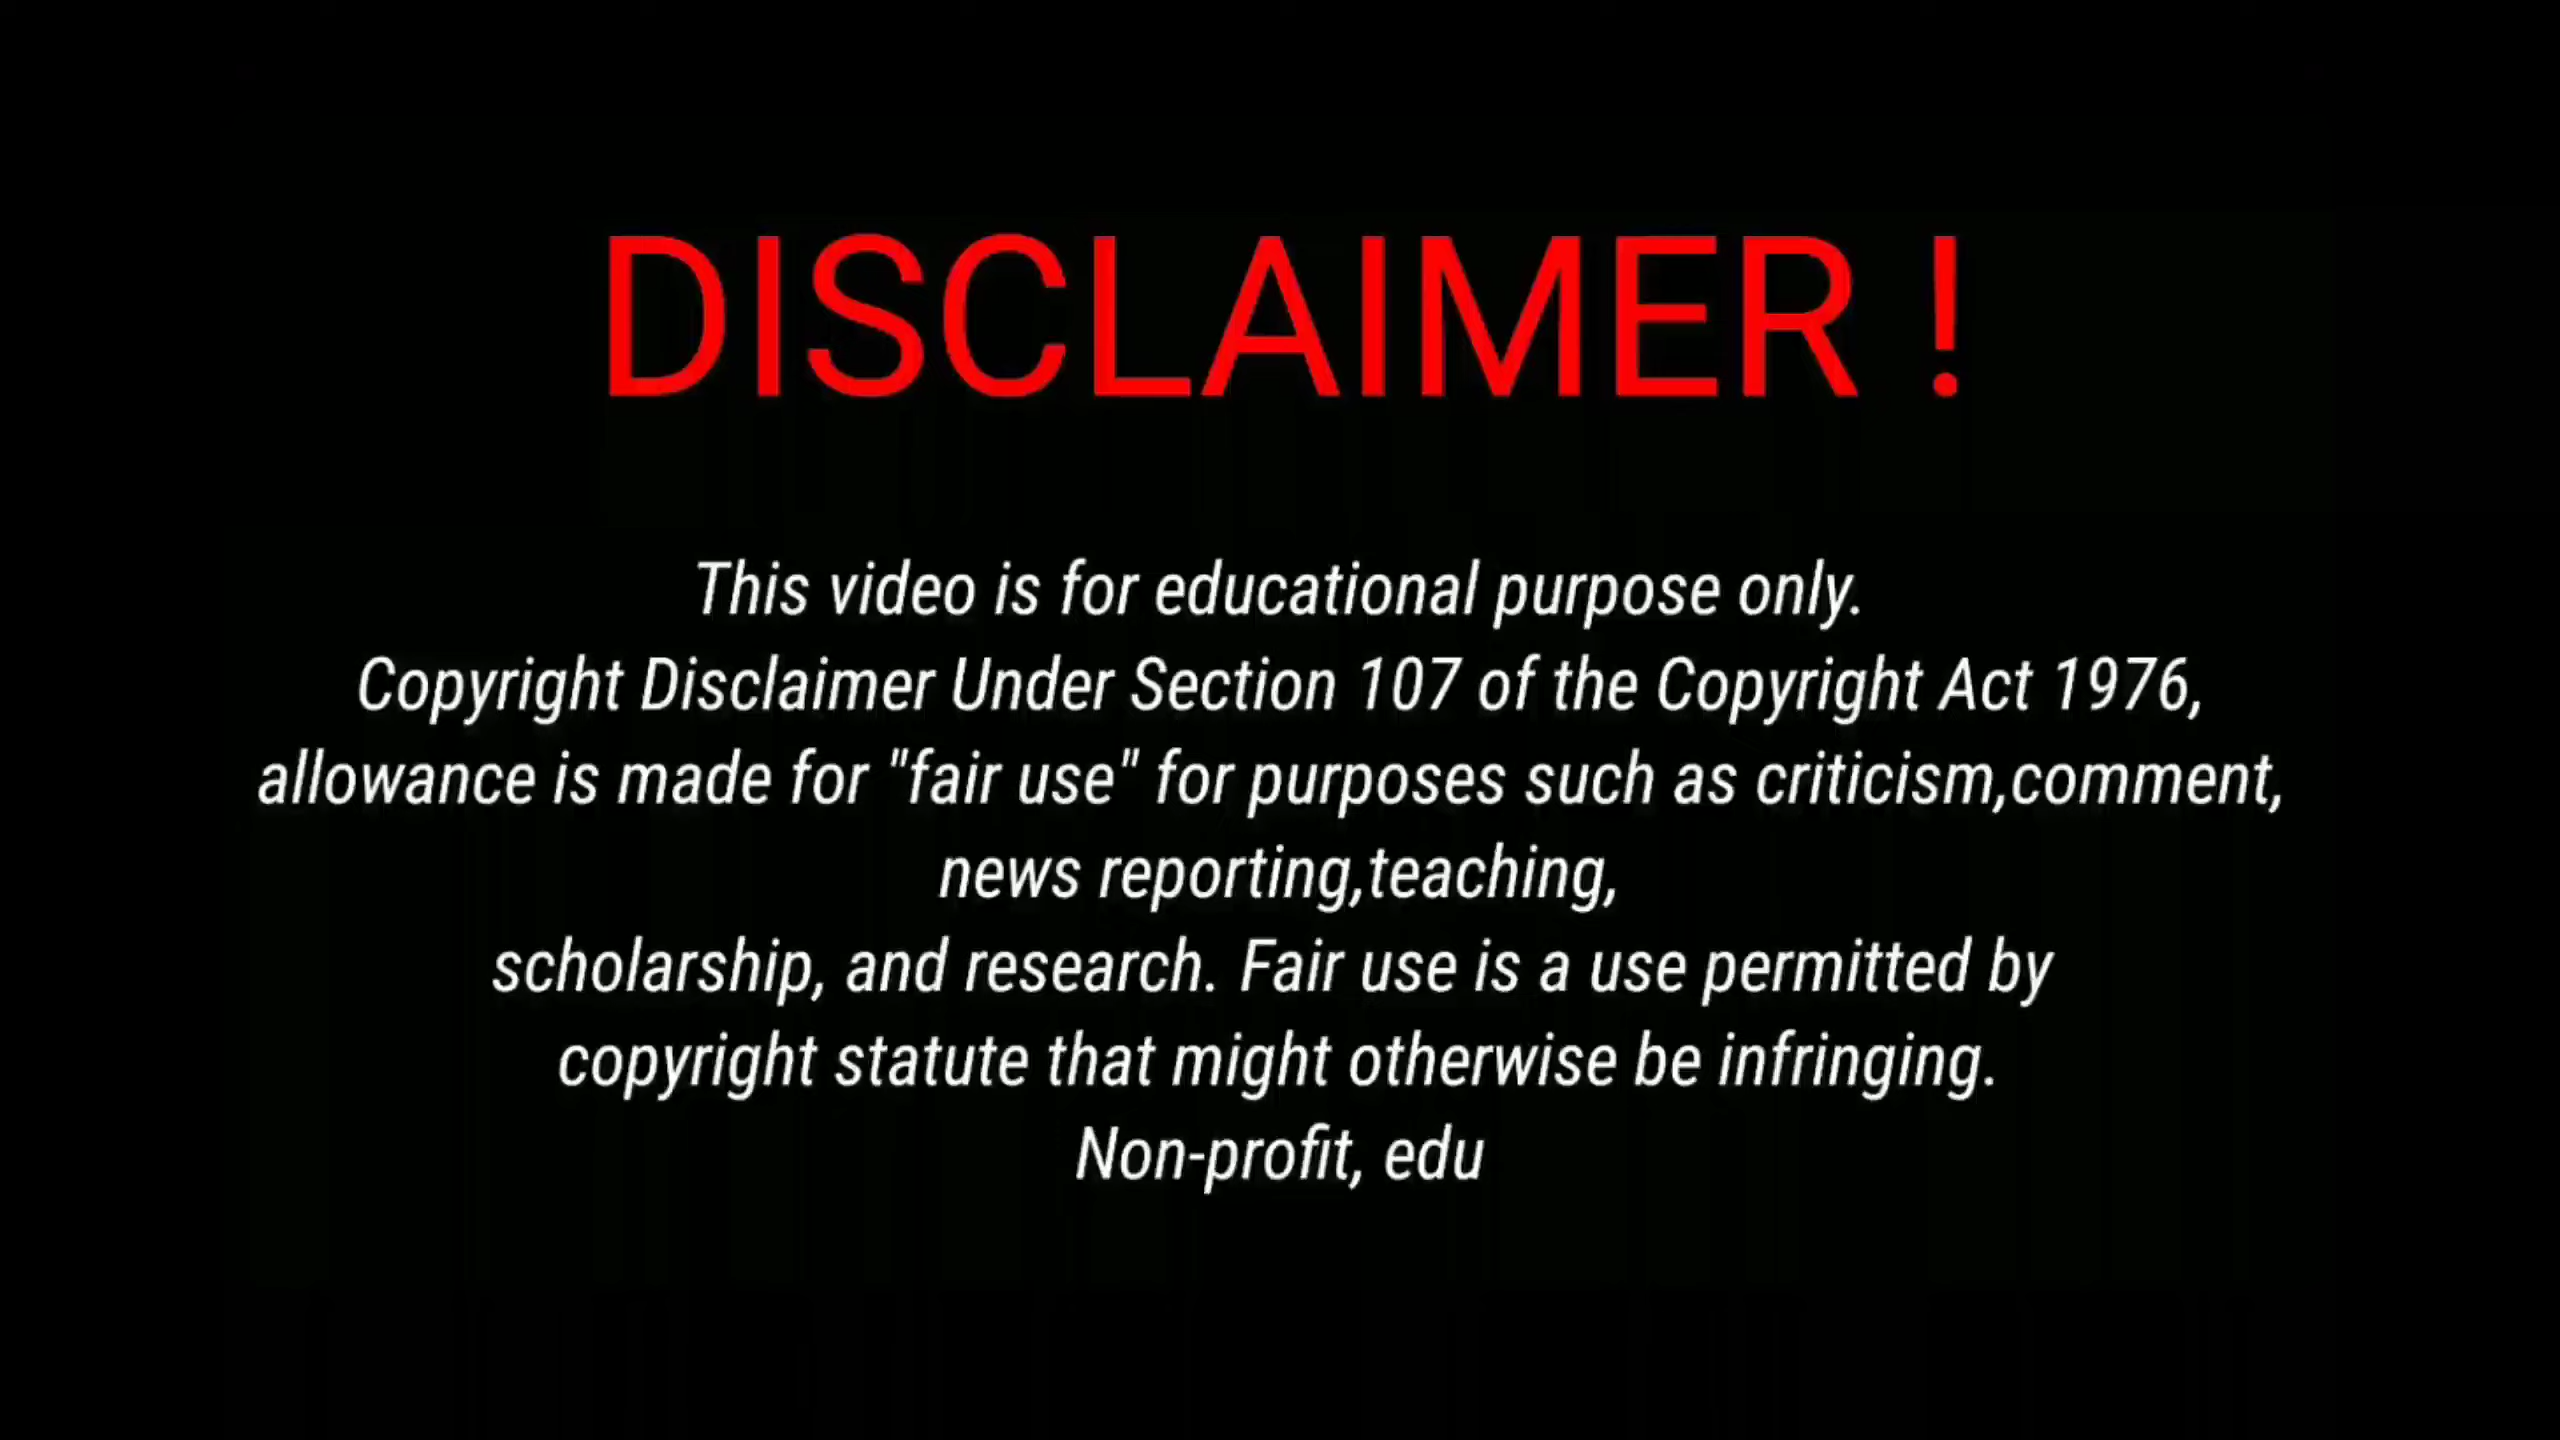 DISCLAIMER !
This video is for educational purpose only.
Copyright Disclaimer Under Section 107 of the Copyright Act 1976,
allowance is made for "fair use" for purposes such as criticism,comment,
news reporting,teaching,
scholarship, and research. Fair use is a use permitted by
copyright statute that might otherwise be infringing.
Non-profit, edu